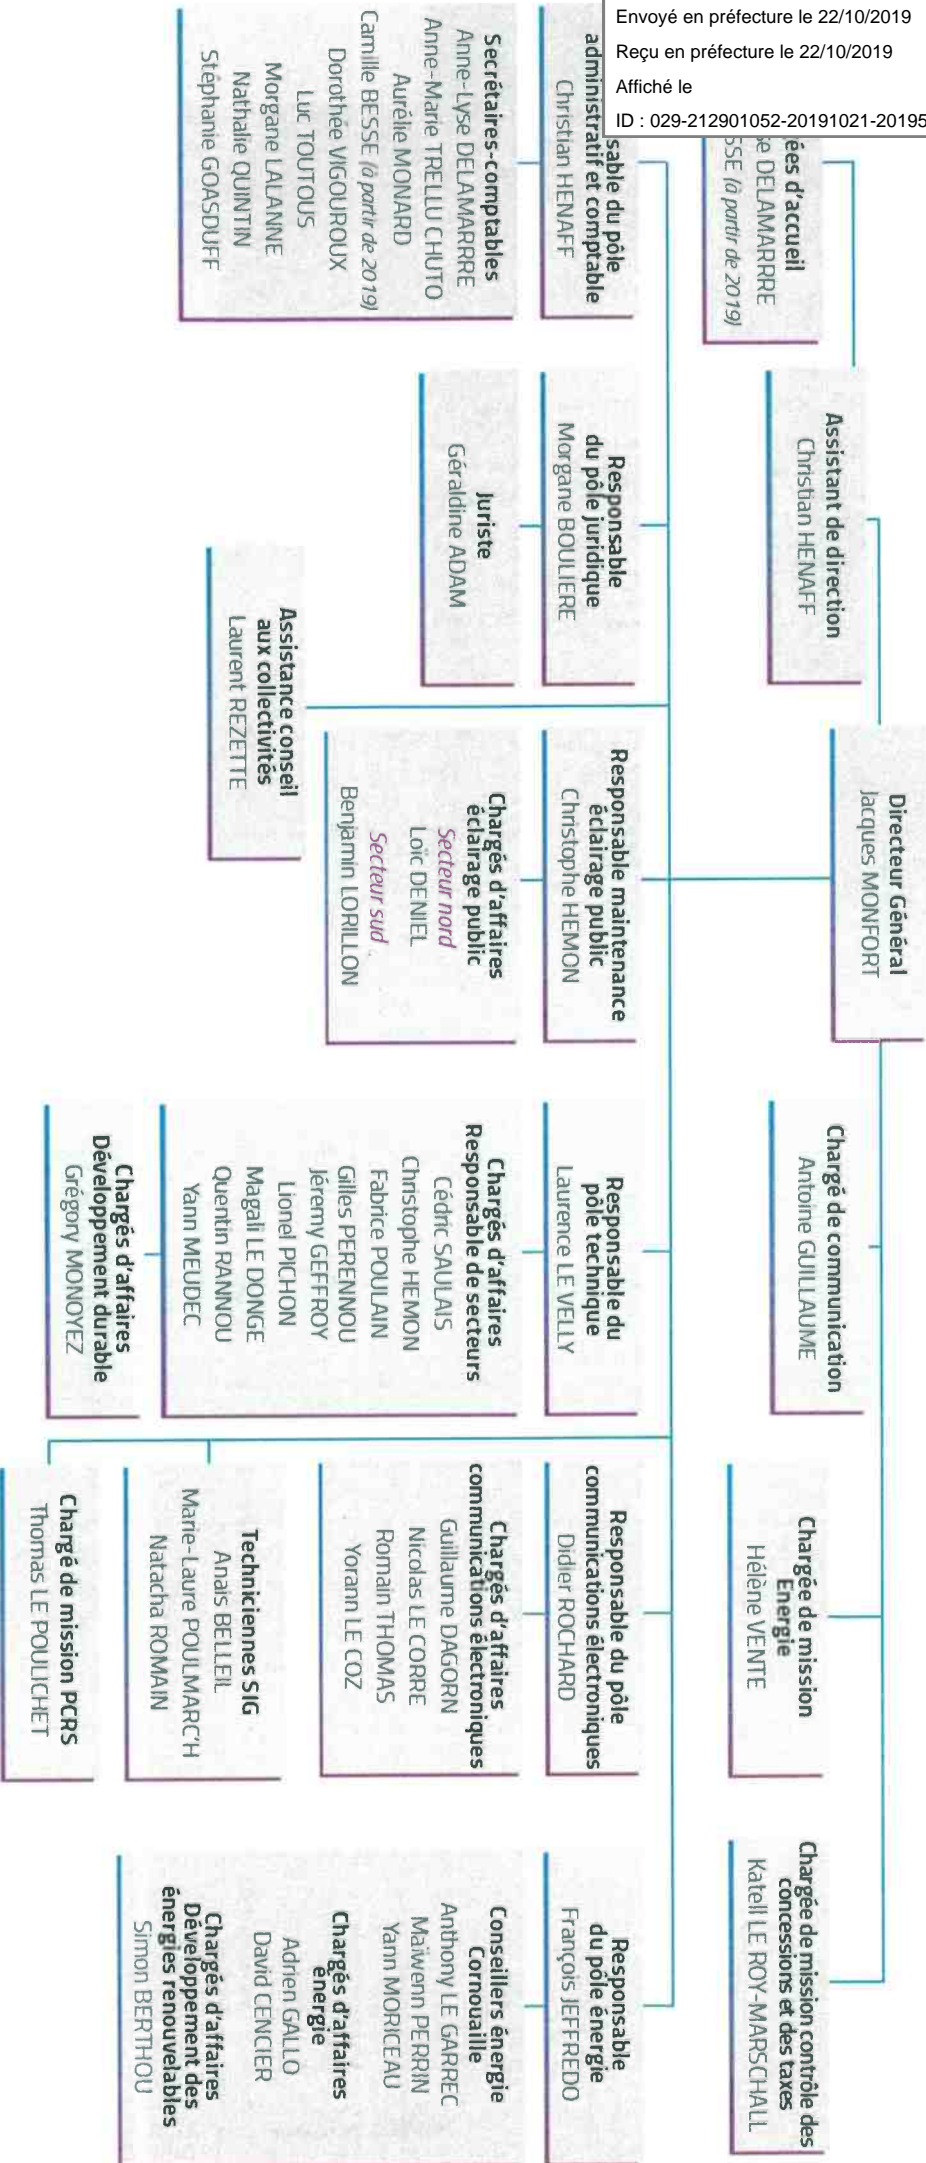 Envoyé en préfecture le 22/10/2019
Reçu en préfecture le 22/10/2019
Affiché le
ID : 029-212901052-20191021-20195
Directeur Général
Jacques MONFORT
Assistant de direction
Christian HENAFF
d'accueil
DELAMARRRE
(à partir de 2019)
Chargé de communication
Antoine GUILLAUME
Chargée de mission
Energie
Hélène VENTE
Chargée de mission contrôle des
concessions et des taxes
Katell LE ROY-MARSCHALL
du pôle
administratif et comptable
Christian HENAFF
Secrétaires-comptables
Anne-Lyse DELAMARRRE
Anne-Marie TRELLU CHUTO
Aurélie MONARD
Camille BESSE (à partir de 2019)
Dorothée VIGOUROUX
Luc TOUTOUS
Morgane LALANNE
Nathalie QUINTIN
Stéphanie GOASDUFF
Responsable
du pôle juridique
Morgane BOULIERE
Juriste
Géraldine ADAM
Assistance conseil
aux collectivités
Laurent REZETTE
Responsable maintenance
éclairage public
Christophe HEMON
Chargés d'affaires
éclairage public
Secteur nord
Loïc DENIEL
Secteur sud
Benjamin LORILLON
Responsable du
pôle technique
Laurence LE VELLY
Chargés d'affaires
Responsable de secteurs
Cédric SAULAIS
Christophe HEMON
Fabrice POULAIN
Gilles PERENNOU
Jéremy GEFFROY
Lionel PICHON
Magali LE DONGE
Quentin RANNOU
Yann MEUDEC
Chargés d'affaires
Développement durable
Grégory MONOYEZ
Responsable du pôle
communications électroniques
Didier ROCHARD
Chargés d'affaires
communications électroniques
Guillaume DAGORN
Nicolas LE CORRE
Romain THOMAS
Yorann LE COZ
Techniciennes SIG
Anais BELLEIL
Marie-Laure POULMARC'H
Natacha ROMAIN
Chargé de mission PCRS
Thomas LE POULICHET
Responsable
du pôle énergie
François JEFFREDO
Conseillers énergie
Cornouaille
Anthony LE GARREC
Maïwenn PERRIN
Yann MORICEAU
Chargés d'affaires
énergie
Adrien GALLO
David CENCIER
Chargés d'affaires
Développement des
énergies renouvelables
Simon BERTHOU